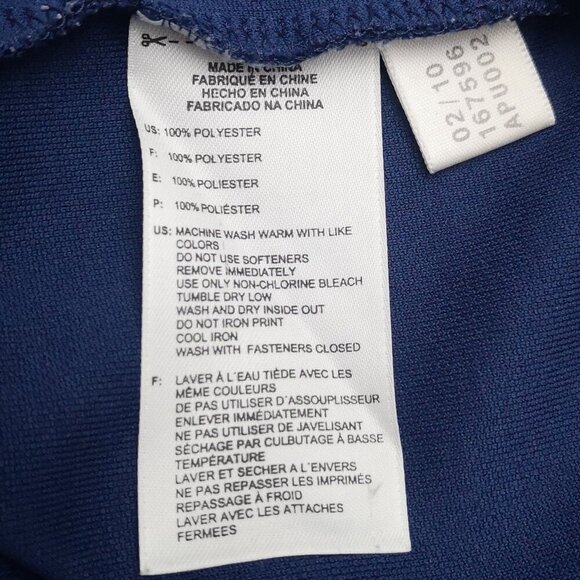 MADE IN CHINA
FABRIQUÉ EN CHINE
HECHO EN CHINA
FABRICADO NA CHINA
US: 100% POLYESTER
F: 100% POLYESTER
E: 100% POLIESTER
P: 100% POLIÉSTER
US: MACHINE WASH WARM WITH LIKE
COLORS
DO NOT USE SOFTENERS
REMOVE IMMEDIATELY
USE ONLY NON-CHLORINE BLEACH
TUMBLE DRY LOW
WASH AND DRY INSIDE OUT
DO NOT IRON PRINT
COOL IRON
WASH WITH FASTENERS CLOSED
F: LAVER À L'EAU TIÈDE AVEC LES
MÊME COULEURS
DE PAS UTILISER D'ASSOUPLISEUR
ENLEVER IMMÉDIATEMENT
NE PAS UTILISER DE JAVELISANT
SÉCHAGE PAR CULBUTAGE À BASSE
TEMPÉRATURE
LAVER ET SECHER A L'ENVERS
NE PAS REPASSER LES IMPRIMÉS
REPASSAGE À FROID
LAVER AVEC LES ATTACHES
FERMEES
02/10
167596
APU002